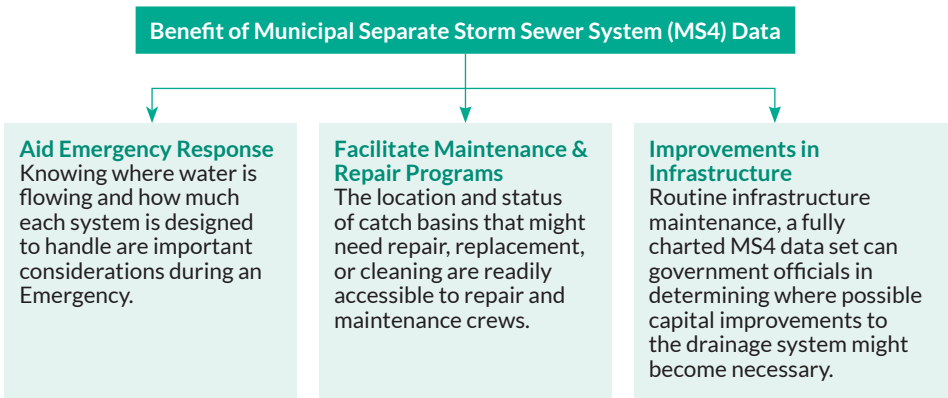 Benefit of Municipal Separate Storm Sewer System (MS4) Data
Aid Emergency Response
Knowing where water is
flowing and how much
each system is designed
to handle are important
considerations during an
Emergency.
Facilitate Maintenance &
Repair Programs
The location and status
of catch basins that might
need repair, replacement,
or cleaning are readily
accessible to repair and
maintenance crews.
Improvements in
Infrastructure
Routine infrastructure
maintenance, a fully
charted MS4 data set can
government officials in
determining where possible
capital improvements to
the drainage system might
become necessary.